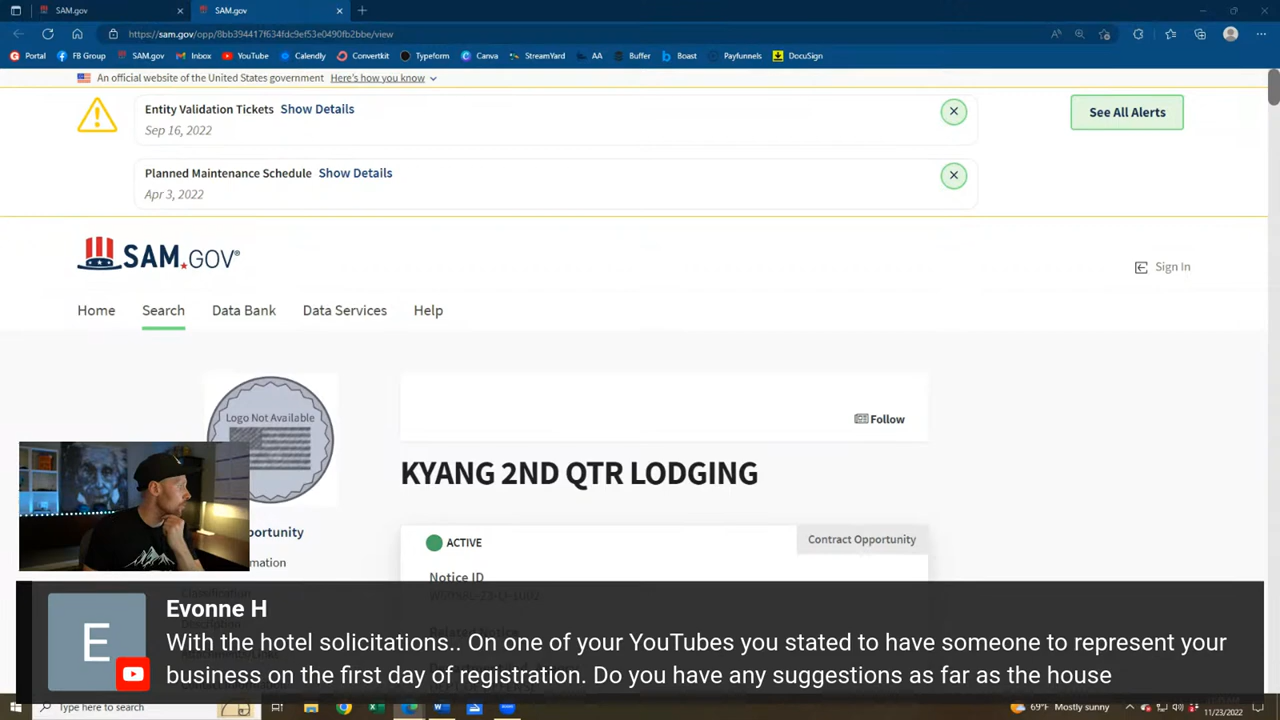 SAM.gov
SAM.gov
https://sam.gov/opp/8bb394417f634fdc9ef53e0490fb2bbe/view
Portal FB Group SAM.gov Inbox YouTube Calendly Convertkit Typeform Canva StreamYard AA Buffer Boast Payfunnels DocuSign
An official website of the United States government Here's how you know
Entity Validation Tickets Show Details
Sep 16, 2022
See All Alerts
Planned Maintenance Schedule Show Details
Apr 3, 2022
SAM.GOV®
Sign In
Home Search Data Bank Data Services Help
Logo Not Available
Follow
KYANG 2ND QTR LODGING
ACTIVE
Contract Opportunity
portunity
mation
Notice ID
Evonne H
E
With the hotel solicitations.. On one of your YouTubes you stated to have someone to represent your
business on the first day of registration. Do you have any suggestions as far as the house
Type here to search
69°F Mostly sunny
11/23/2022